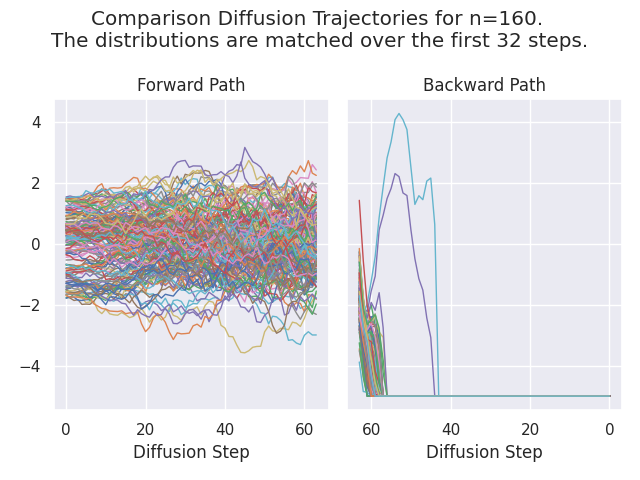 Comparison Diffusion Trajectories for n=160.
The distributions are matched over the first 32 steps.
Forward Path
Backward Path
4
2
0
−2
−4
0
20
40
60
60
40
20
0
Diffusion Step
Diffusion Step